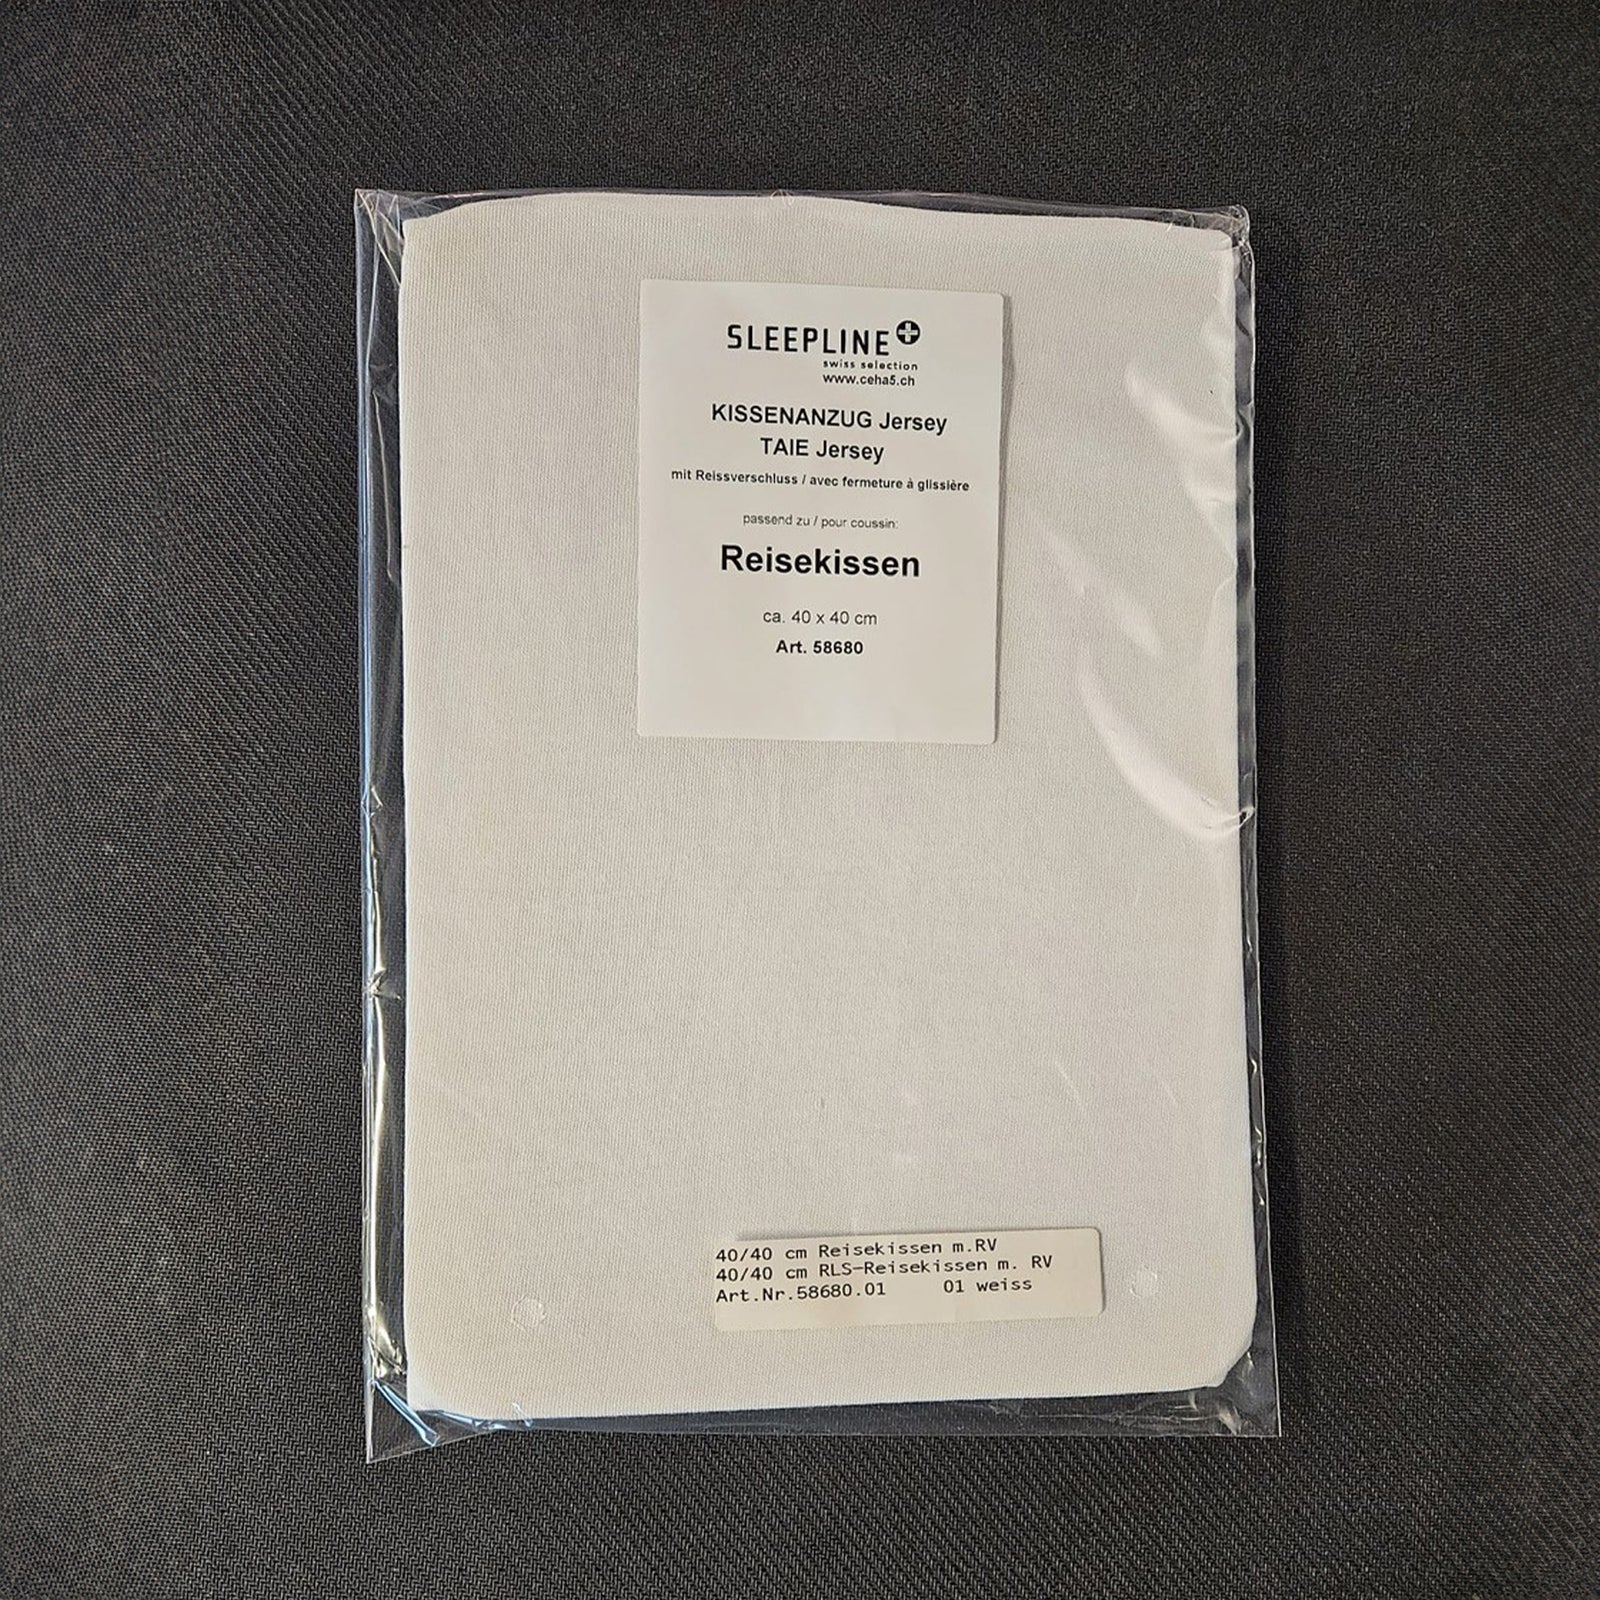 SLEEPLINE
swiss selection
www.ceha5.ch
KISSENANZUG Jersey
TAIE Jersey
mit Reissverschluss / avec fermeture à glissière
passend zu / pour coussin:
Reisekissen
ca. 40 x 40 cm
Art. 58680
40/40 cm Reisekissen m.RV
40/40 cm RLS-Reisekissen m. RV
Art.Nr.58680.01 01 weiss